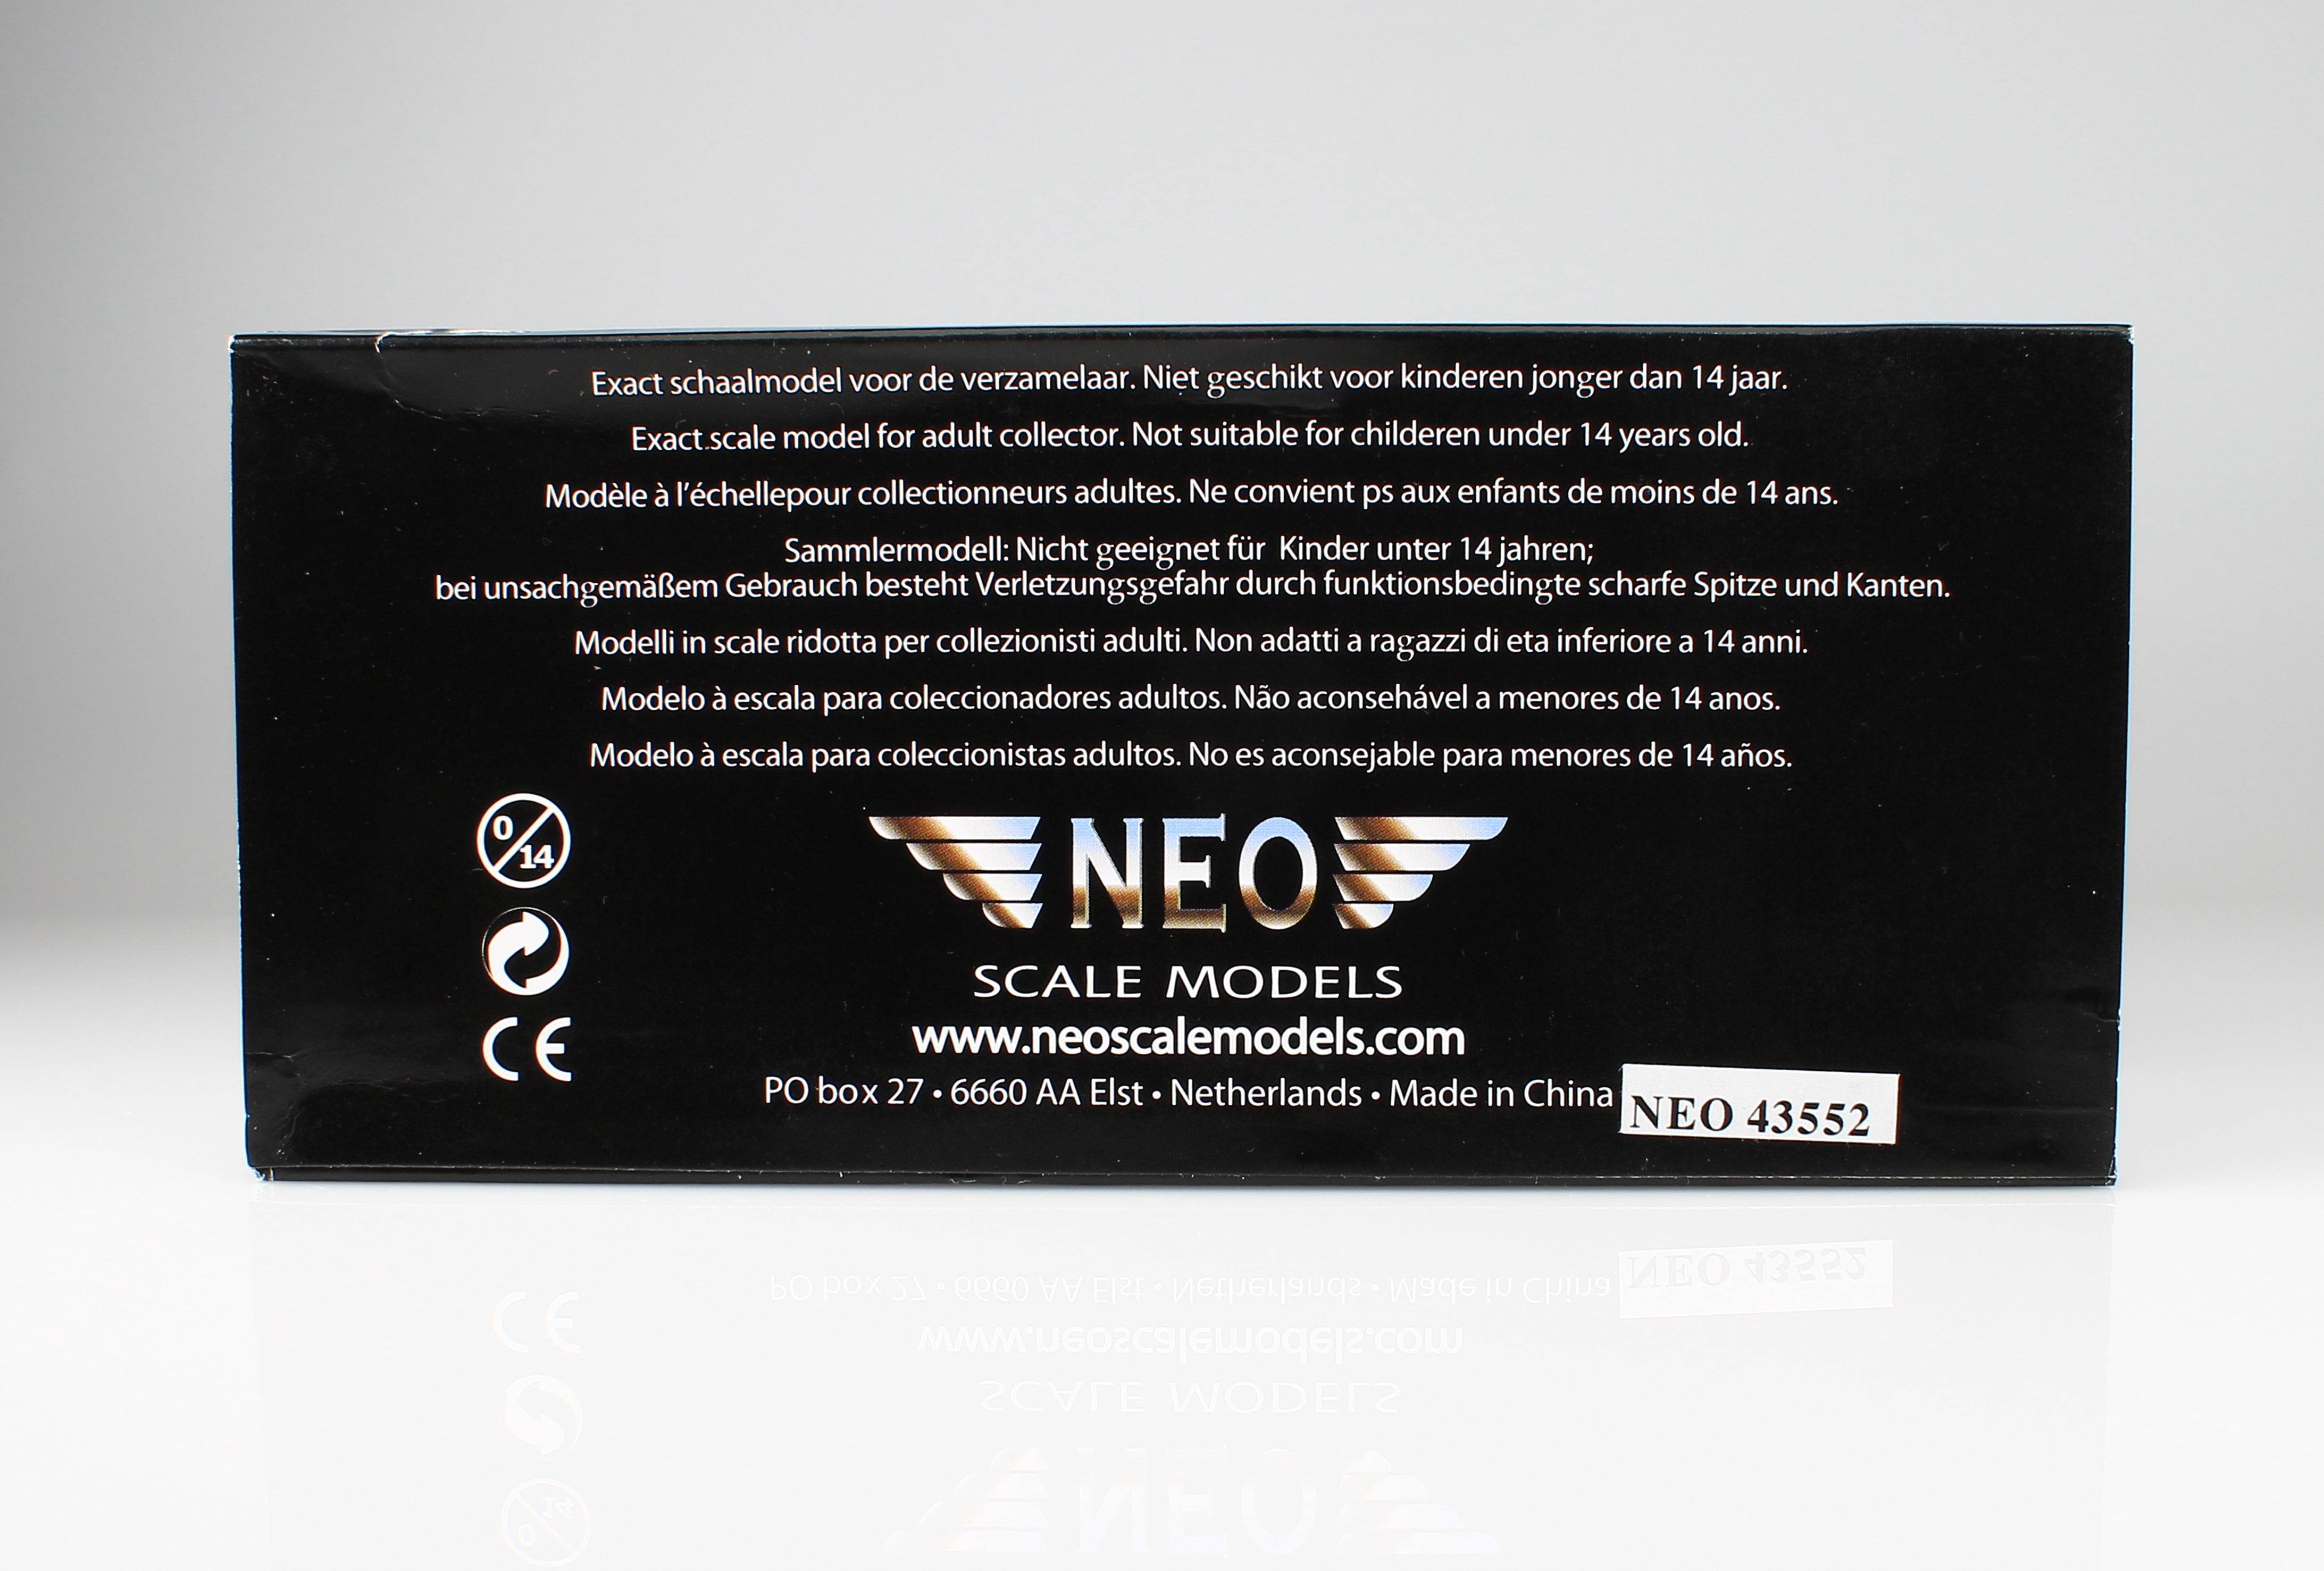 Exact schaalmodel voor de verzamelaar. Niet geschikt voor kinderen jonger dan 14 jaar.
Exact scale model for adult collector. Not suitable for childeren under 14 years old.
Modèle à l'échellepour collectionneurs adultes. Ne convient ps aux enfants de moins de 14 ans.
Sammlermodell: Nicht geeignet für Kinder unter 14 jahren;
bei unsachgemäßem Gebrauch besteht Verletzungsgefahr durch funktionsbedingte scharfe Spitze und Kanten.
Modelli in scale ridotta per collezionisti adulti. Non adatti a ragazzi di eta inferiore a 14 anni.
Modelo à escala para coleccionadores adultos. Não aconsehável a menores de 14 anos.
Modelo à escala para coleccionistas adultos. No es aconsejable para menores de 14 años.
0/14
NEO
SCALE MODELS
CE
www.neoscalemodels.com
PO box 27 • 6660 AA Elst • Netherlands • Made in China
NEO 43552